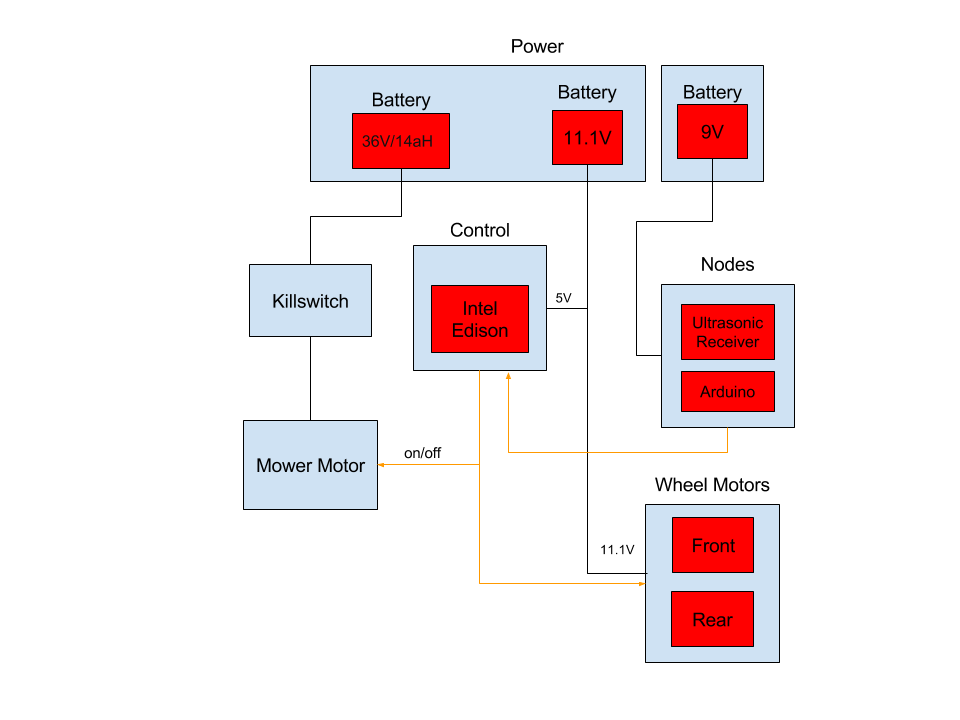 Power
Battery
Battery
Battery
36V/14aH
11.1V
9V
Control
Nodes
Killswitch
Intel
Edison
5V
Ultrasonic
Receiver
Arduino
Mower Motor
on/off
Wheel Motors
11.1V
Front
Rear